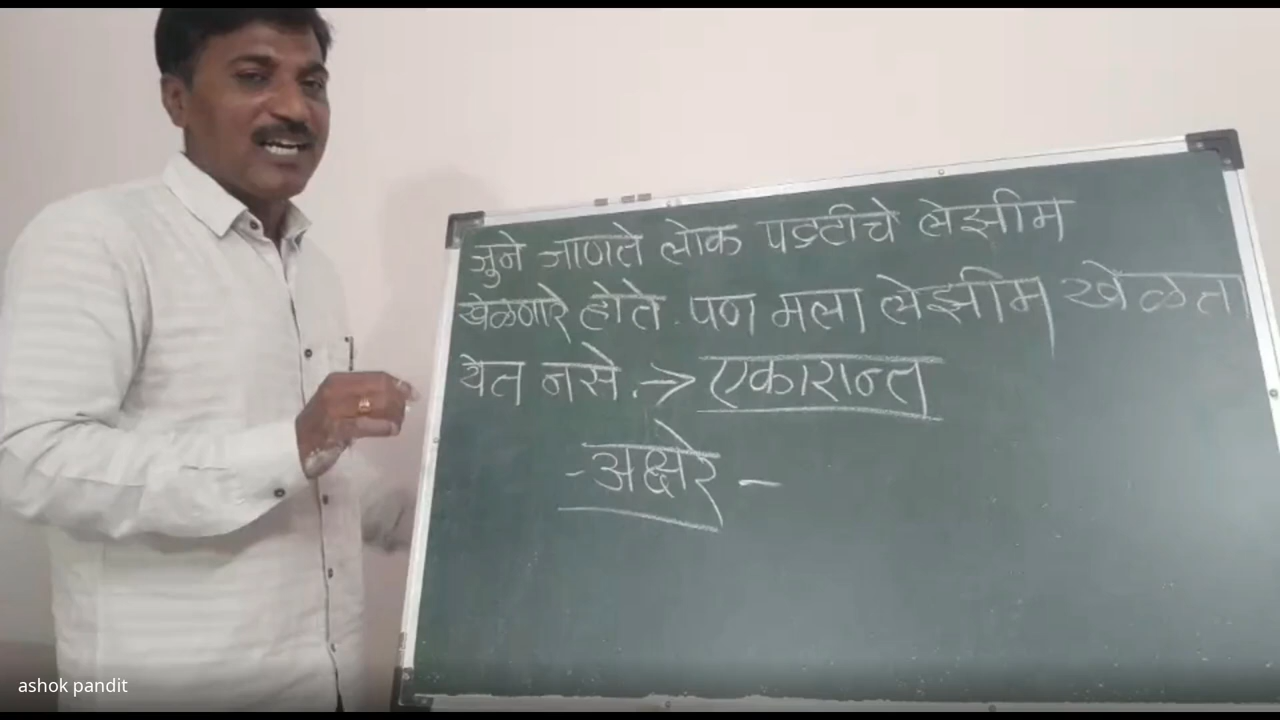 जुने जाणते लोक पट्टीचे लेझीम
खेळणारे होते. पण मला लेझीम खेळता
येत नसे. → एकारान्त
-अक्षरे -
ashok pandit